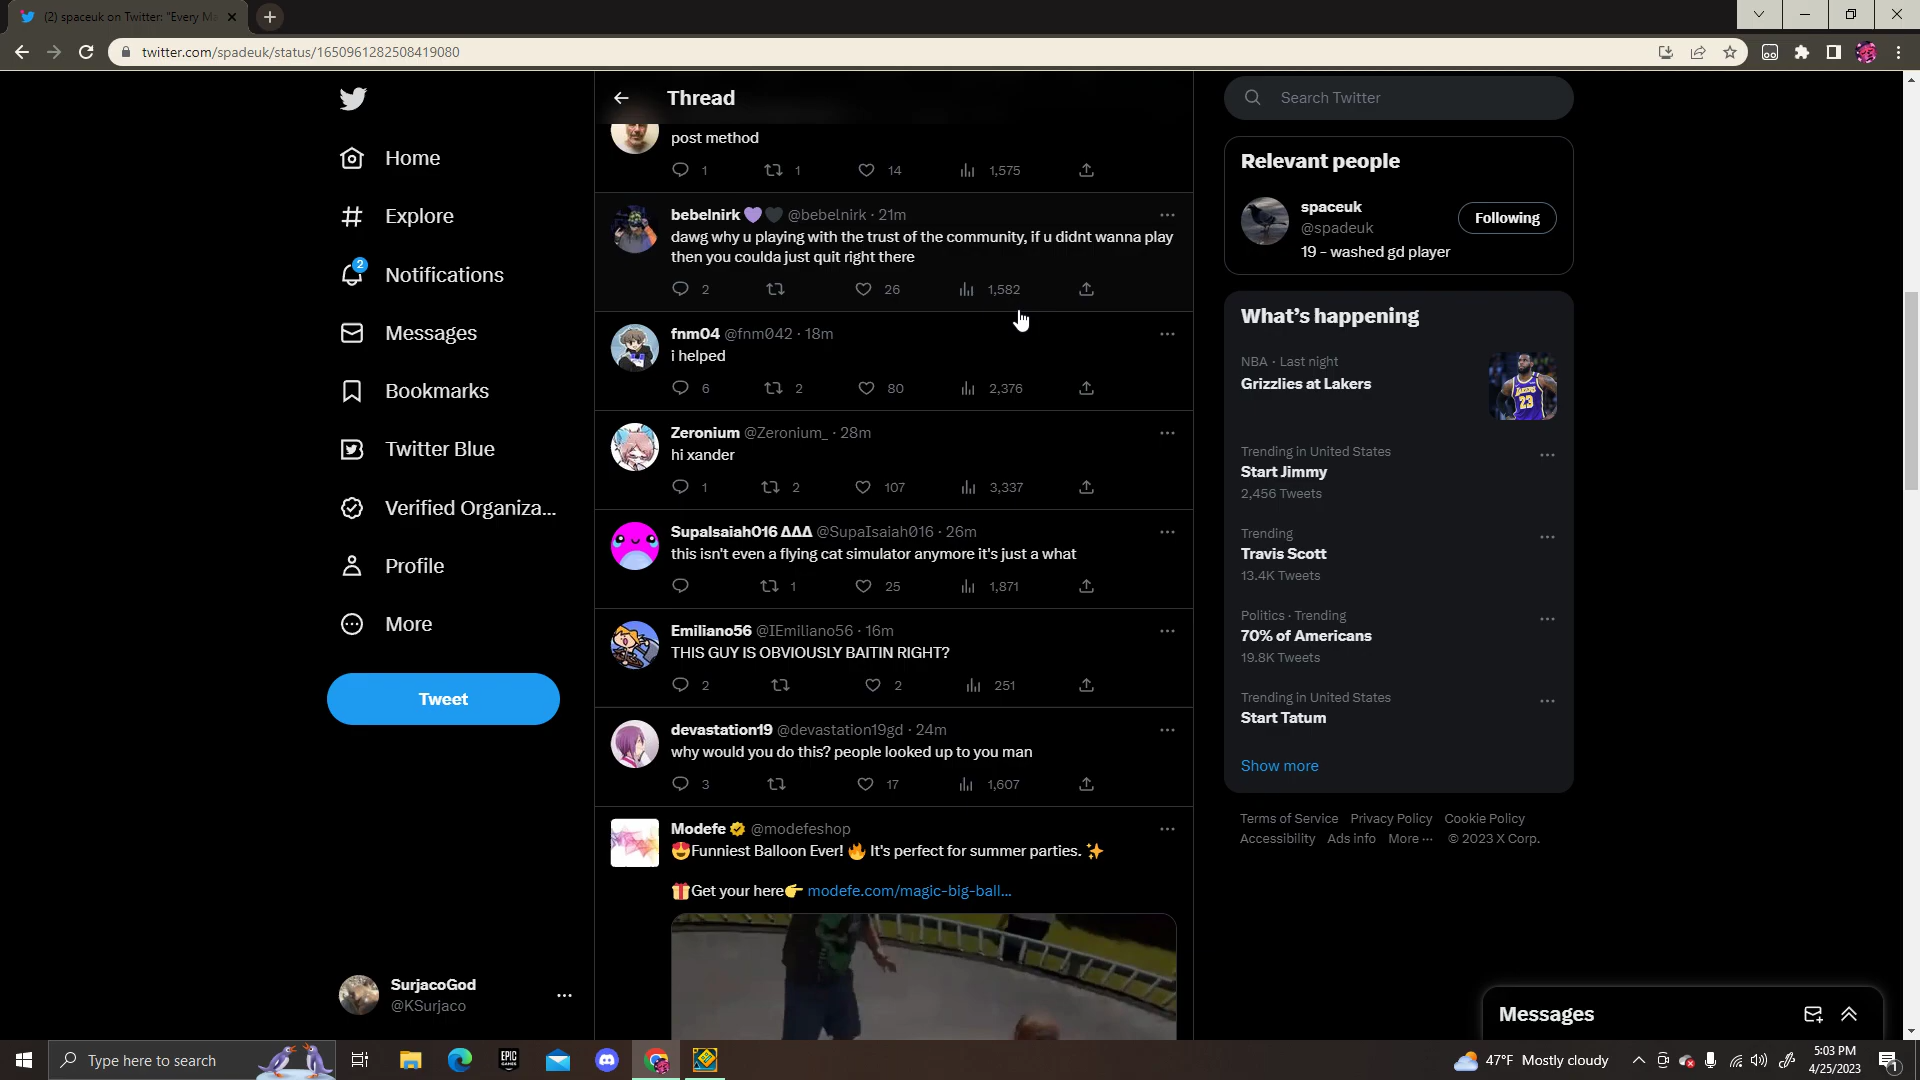 (2) spaceuk on Twitter: "Every Ma
twitter.com/spadeuk/status/1650961282508419080
Home
Explore
2
Notifications
Messages
Bookmarks
Twitter Blue
Verified Organiza...
Profile
More
Tweet
SurjacoGod
@KSurjaco
Thread
post method
1 1 14 1,575
bebelnirk 💜🖤 @bebelnirk · 21m
dawg why u playing with the trust of the community, if u didnt wanna play
then you coulda just quit right there
2 26 1,582
fnm04 @fnm042 · 18m
i helped
6 2 80 2,376
Zeronium @Zeronium_ · 28m
hi xander
1 2 107 3,337
SupaIsaiah016 ΔΔΔ @SupaIsaiah016 · 26m
this isn't even a flying cat simulator anymore it's just a what
1 25 1,871
Emiliano56 @IEmiliano56 · 16m
THIS GUY IS OBVIOUSLY BAITIN RIGHT?
2 2 251
devastation19 @devastation19gd · 24m
why would you do this? people looked up to you man
3 17 1,607
Modefe @modefeshop
😍Funniest Balloon Ever! 🔥 It's perfect for summer parties. ✨
🎁Get your here👉 modefe.com/magic-big-ball...
Search Twitter
Relevant people
spaceuk
@spadeuk
Following
19 - washed gd player
What's happening
NBA · Last night
Grizzlies at Lakers
Trending in United States
Start Jimmy
2,456 Tweets
Trending
Travis Scott
13.4K Tweets
Politics · Trending
70% of Americans
19.8K Tweets
Trending in United States
Start Tatum
Show more
Terms of Service Privacy Policy Cookie Policy
Accessibility Ads info More ··· © 2023 X Corp.
Messages
Type here to search
EPIC GAMES
47°F Mostly cloudy
5:03 PM
4/25/2023
1